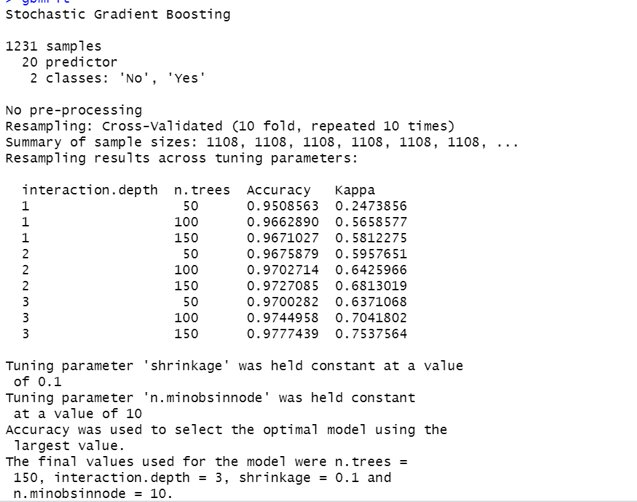 > gbmFit
Stochastic Gradient Boosting
1231 samples
20 predictor
2 classes: 'No', 'Yes'
No pre-processing
Resampling: Cross-Validated (10 fold, repeated 10 times)
Summary of sample sizes: 1108, 1108, 1108, 1108, 1108, 1108, ...
Resampling results across tuning parameters:
interaction.depth n.trees Accuracy Kappa
1 50 0.9508563 0.2473856
1 100 0.9662890 0.5658577
1 150 0.9671027 0.5812275
2 50 0.9675879 0.5957651
2 100 0.9702714 0.6425966
2 150 0.9727085 0.6813019
3 50 0.9700282 0.6371068
3 100 0.9744958 0.7041802
3 150 0.9777439 0.7537564
Tuning parameter 'shrinkage' was held constant at a value
of 0.1
Tuning parameter 'n.minobsinnode' was held constant
at a value of 10
Accuracy was used to select the optimal model using the
largest value.
The final values used for the model were n.trees =
150, interaction.depth = 3, shrinkage = 0.1 and
n.minobsinnode = 10.